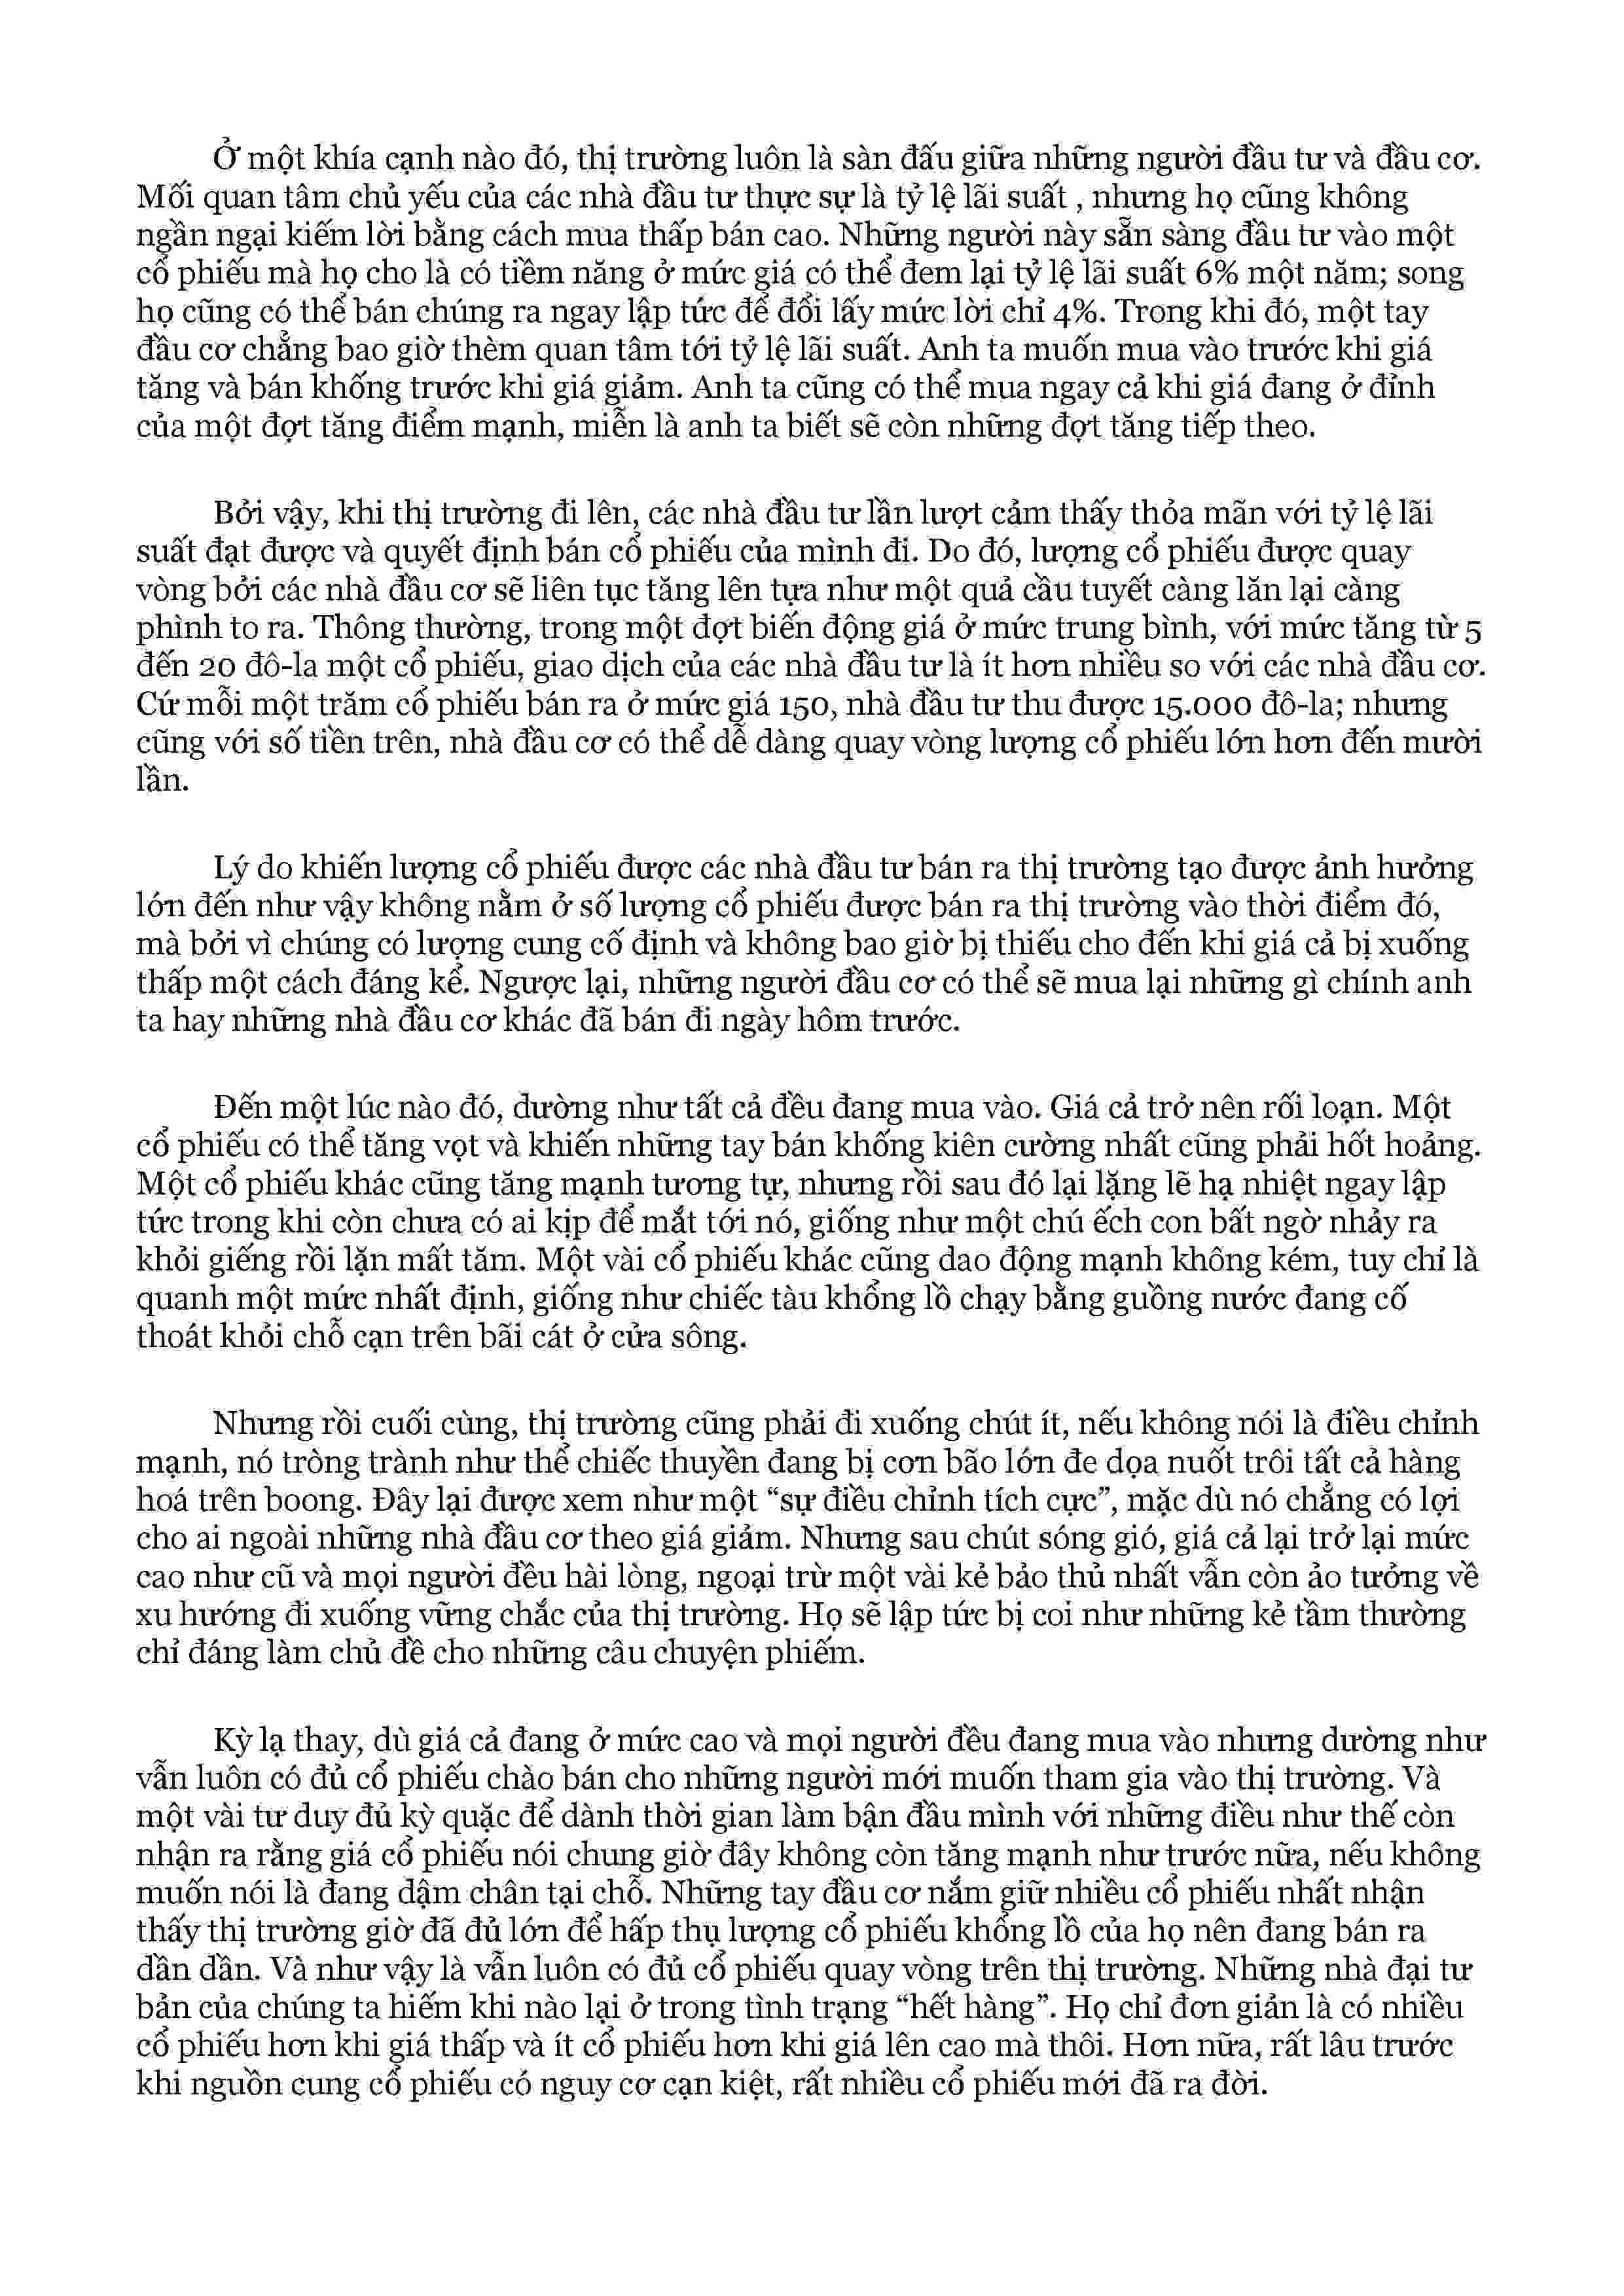 Ở một khía cạnh nào đó, thị trường luôn là sàn đấu giữa những người đầu tư và đầu cơ.
Mối quan tâm chủ yếu của các nhà đầu tư thực sự là tỷ lệ lãi suất , nhưng họ cũng không
ngần ngại kiếm lời bằng cách mua thấp bán cao. Những người này sẵn sàng đầu tư vào một
cổ phiếu mà họ cho là có tiềm năng ở mức giá có thể đem lại tỷ lệ lãi suất 6% một năm; song
họ cũng có thể bán chúng ra ngay lập tức để đổi lấy mức lời chỉ 4%. Trong khi đó, một tay
đầu cơ chẳng bao giờ thèm quan tâm tới tỷ lệ lãi suất. Anh ta muốn mua vào trước khi giá
tăng và bán khống trước khi giá giảm. Anh ta cũng có thể mua ngay cả khi giá đang ở đỉnh
của một đợt tăng điểm mạnh, miễn là anh ta biết sẽ còn những đợt tăng tiếp theo.
Bởi vậy, khi thị trường đi lên, các nhà đầu tư lần lượt cảm thấy thỏa mãn với tỷ lệ lãi
suất đạt được và quyết định bán cổ phiếu của mình đi. Do đó, lượng cổ phiếu được quay
vòng bởi các nhà đầu cơ sẽ liên tục tăng lên tựa như một quả cầu tuyết càng lăn lại càng
phình to ra. Thông thường, trong một đợt biến động giá ở mức trung bình, với mức tăng từ 5
đến 20 đô-la một cổ phiếu, giao dịch của các nhà đầu tư là ít hơn nhiều so với các nhà đầu cơ.
Cứ mỗi một trăm cổ phiếu bán ra ở mức giá 150, nhà đầu tư thu được 15.000 đô-la; nhưng
cũng với số tiền trên, nhà đầu cơ có thể dễ dàng quay vòng lượng cổ phiếu lớn hơn đến mười
lần.
Lý do khiến lượng cổ phiếu được các nhà đầu tư bán ra thị trường tạo được ảnh hưởng
lớn đến như vậy không nằm ở số lượng cổ phiếu được bán ra thị trường vào thời điểm đó,
mà bởi vì chúng có lượng cung cố định và không bao giờ bị thiếu cho đến khi giá cả bị xuống
thấp một cách đáng kể. Ngược lại, những người đầu cơ có thể sẽ mua lại những gì chính anh
ta hay những nhà đầu cơ khác đã bán đi ngày hôm trước.
Đến một lúc nào đó, dường như tất cả đều đang mua vào. Giá cả trở nên rối loạn. Một
cổ phiếu có thể tăng vọt và khiến những tay bán khống kiên cường nhất cũng phải hốt hoảng.
Một cổ phiếu khác cũng tăng mạnh tương tự, nhưng rồi sau đó lại lặng lẽ hạ nhiệt ngay lập
tức trong khi còn chưa có ai kịp để mắt tới nó, giống như một chú ếch con bất ngờ nhảy ra
khỏi giếng rồi lặn mất tăm. Một vài cổ phiếu khác cũng dao động mạnh không kém, tuy chỉ là
quanh một mức nhất định, giống như chiếc tàu khổng lồ chạy bằng guồng nước đang cố
thoát khỏi chỗ cạn trên bãi cát ở cửa sông.
Nhưng rồi cuối cùng, thị trường cũng phải đi xuống chút ít, nếu không nói là điều chỉnh
mạnh, nó tròng trành như thể chiếc thuyền đang bị cơn bão lớn đe dọa nuốt trôi tất cả hàng
hoá trên boong. Đây lại được xem như một “sự điều chỉnh tích cực”, mặc dù nó chẳng có lợi
cho ai ngoài những nhà đầu cơ theo giá giảm. Nhưng sau chút sóng gió, giá cả lại trở lại mức
cao như cũ và mọi người đều hài lòng, ngoại trừ một vài kẻ bảo thủ nhất vẫn còn ảo tưởng về
xu hướng đi xuống vững chắc của thị trường. Họ sẽ lập tức bị coi như những kẻ tầm thường
chỉ đáng làm chủ đề cho những câu chuyện phiếm.
Kỳ lạ thay, dù giá cả đang ở mức cao và mọi người đều đang mua vào nhưng dường như
vẫn luôn có đủ cổ phiếu chào bán cho những người mới muốn tham gia vào thị trường. Và
một vài tư duy đủ kỳ quặc để dành thời gian làm bận đầu mình với những điều như thế còn
nhận ra rằng giá cổ phiếu nói chung giờ đây không còn tăng mạnh như trước nữa, nếu không
muốn nói là đang dậm chân tại chỗ. Những tay đầu cơ nắm giữ nhiều cổ phiếu nhất nhận
thấy thị trường giờ đã đủ lớn để hấp thụ lượng cổ phiếu khổng lồ của họ nên đang bán ra
dần dần. Và như vậy là vẫn luôn có đủ cổ phiếu quay vòng trên thị trường. Những nhà đại tư
bản của chúng ta hiếm khi nào lại ở trong tình trạng “hết hàng”. Họ chỉ đơn giản là có nhiều
cổ phiếu hơn khi giá thấp và ít cổ phiếu hơn khi giá lên cao mà thôi. Hơn nữa, rất lâu trước
khi nguồn cung cổ phiếu có nguy cơ cạn kiệt, rất nhiều cổ phiếu mới đã ra đời.